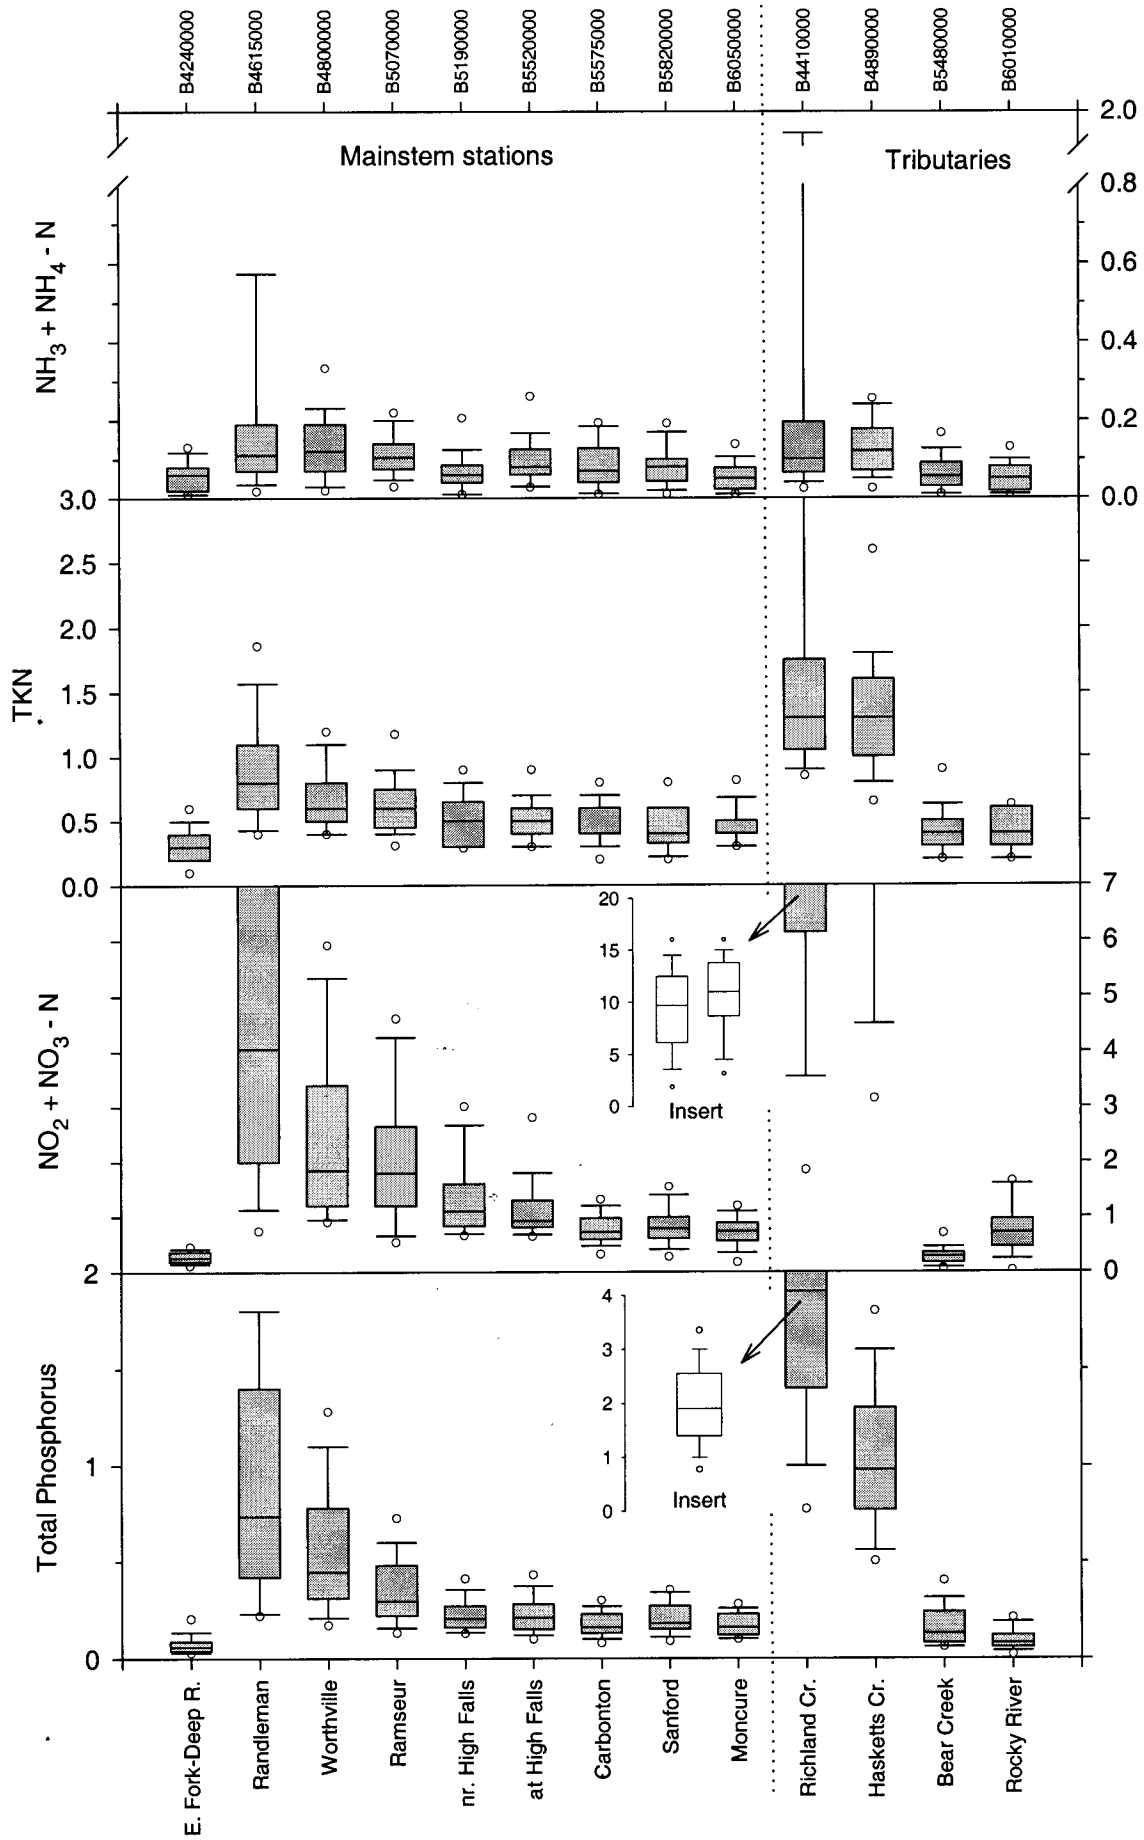 B4240000
B4615000
B4800000
B5070000
B5190000
B5520000
B5575000
B5820000
B6050000
B4410000
B4890000
B5480000
B6010000
Mainstem stations
Tributaries
2.0
0.8
0.6
0.4
0.2
0.0
NH3 + NH4 - N
3.0
2.5
2.0
1.5
1.0
0.5
0.0
TKN
7
6
5
4
3
2
1
0
NO2 + NO3 - N
20
15
10
5
0
Insert
2
1
0
Total Phosphorus
4
3
2
1
0
Insert
E. Fork-Deep R.
Randleman
Worthville
Ramseur
nr. High Falls
at High Falls
Carbonton
Sanford
Moncure
Richland Cr.
Hasketts Cr.
Bear Creek
Rocky River